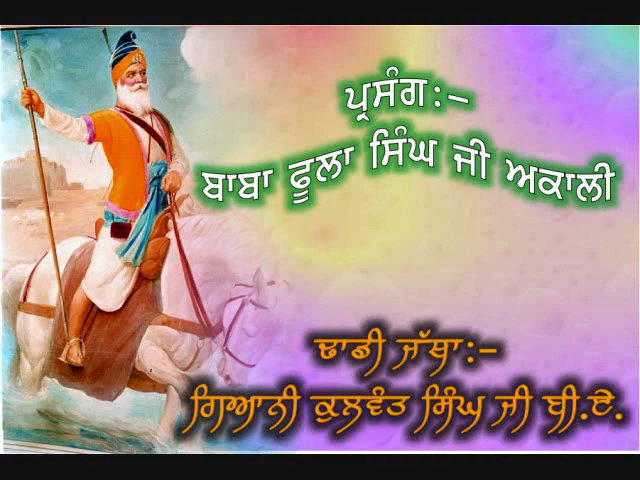 ਪ੍ਰਸੰਗ:-
ਬਾਬਾ ਫੂਲਾ ਸਿੰਘ ਜੀ ਅਕਾਲੀ
ਢਾਡੀ ਜੱਥਾ:-
ਗਿਆਨੀ ਕੁਲਵੰਤ ਸਿੰਘ ਜੀ ਬੀ.ਏ.